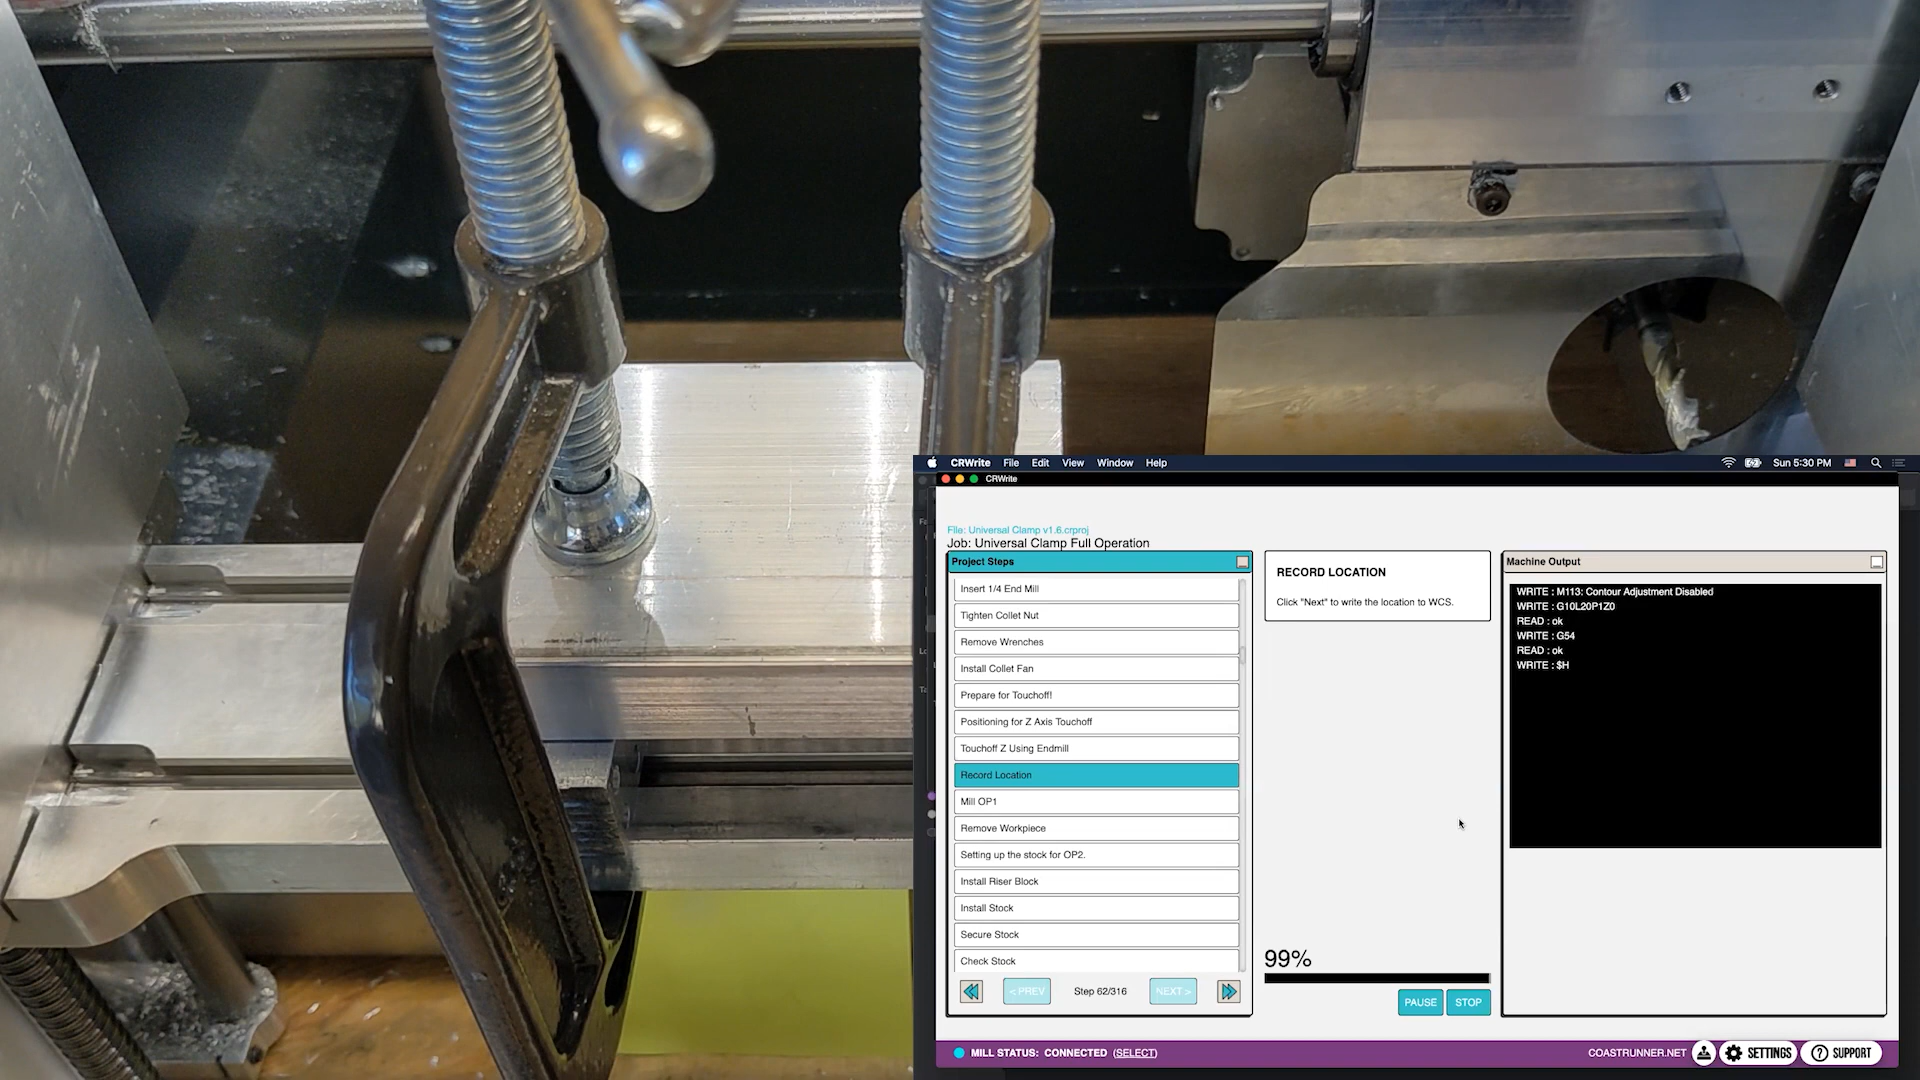 CRWrite File Edit View Window Help
Sun 5:30 PM
CRWrite
File: Universal Clamp v1.6.crproj
Job: Universal Clamp Full Operation
Project Steps
Insert 1/4 End Mill
Tighten Collet Nut
Remove Wrenches
Install Collet Fan
Prepare for Touchoff!
Positioning for Z Axis Touchoff
Touchoff Z Using Endmill
Record Location
Mill OP1
Remove Workpiece
Setting up the stock for OP2.
Install Riser Block
Install Stock
Secure Stock
Check Stock
< PREV
Step 62/316
NEXT >
RECORD LOCATION
Click "Next" to write the location to WCS.
99%
PAUSE
STOP
Machine Output
WRITE : M113: Contour Adjustment Disabled
WRITE : G10L20P1Z0
READ : ok
WRITE : G54
READ : ok
WRITE : $H
MILL STATUS: CONNECTED (SELECT)
COASTRUNNER.NET
SETTINGS
SUPPORT